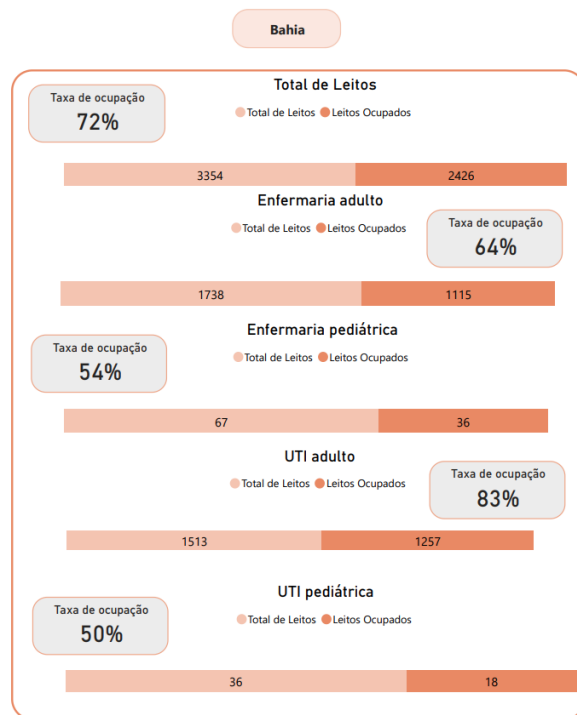 Bahia
Total de Leitos
Taxa de ocupação
72%
Total de Leitos Leitos Ocupados
3354 2426
Enfermaria adulto
Total de Leitos Leitos Ocupados
Taxa de ocupação
64%
1738 1115
Enfermaria pediátrica
Taxa de ocupação
54%
Total de Leitos Leitos Ocupados
67 36
UTI adulto
Total de Leitos Leitos Ocupados
Taxa de ocupação
83%
1513 1257
UTI pediátrica
Taxa de ocupação
50%
Total de Leitos Leitos Ocupados
36 18